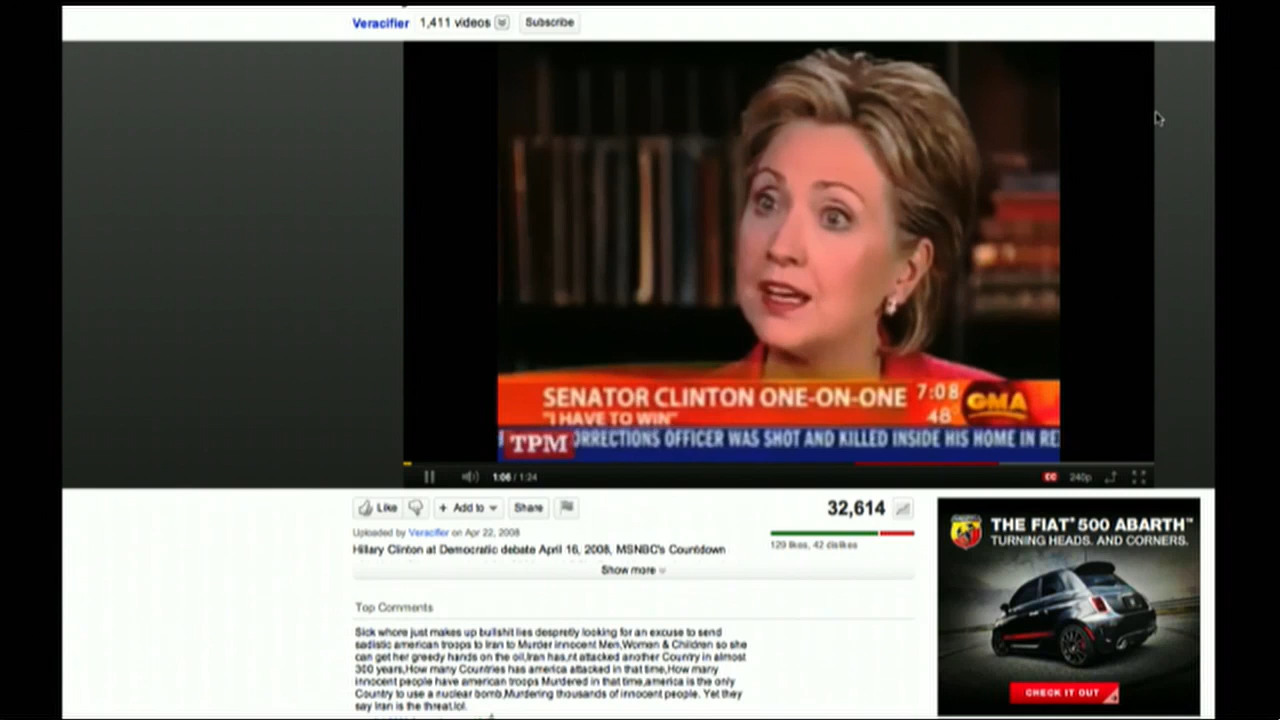 Veracifier 1,411 videos Subscribe
SENATOR CLINTON ONE-ON-ONE 7:08
"I HAVE TO WIN" 48° GMA
TPM ORRECTIONS OFFICER WAS SHOT AND KILLED INSIDE HIS HOME IN RE
1:06 / 1:24 CC 240p
Like + Add to Share 32,614
Uploaded by Veracifier on Apr 22, 2008
129 likes, 42 dislikes
Hillary Clinton at Democratic debate April 16, 2008, MSNBC's Countdown
Show more
Top Comments
Sick whore just makes up bullshit lies despretly looking for an excuse to send
sadistic american troops to Iran to Murder innocent Men,Women & Children so she
can get her greedy hands on the oil,Iran has,nt attacked another Country in almost
300 years,How many Countries has america attacked in that time,How many
innocent people have american troops Murdered in that time,america is the only
Country to use a nuclear bomb,Murdering thousands of innocent people. Yet they
say Iran is the threat.lol.
THE FIAT® 500 ABARTH™
TURNING HEADS. AND CORNERS.
CHECK IT OUT